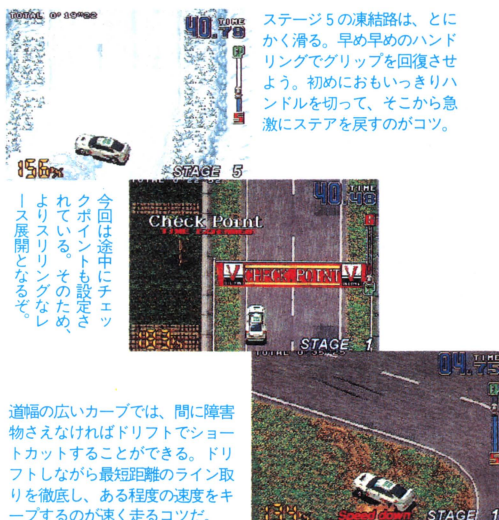 TOTAL 0'19"22
TIME
40.78
156
STAGE 5
ステージ5の凍結路は、とに
かく滑る。早め早めのハンド
リングでグリップを回復させ
よう。初めにおもいっきりハ
ンドルを切って、そこから急
激にステアを戻すのがコツ。
今回は途中にチェッ
クポイントも設定さ
れている。そのため、
よりスリリングなレ
ース展開となるぞ。
TIME
40.48
Check Point
CHECK POINT
STAGE 1
道幅の広いカーブでは、間に障害
物さえなければドリフトでショー
トカットすることができる。ドリ
フトしながら最短距離のライン取
りを徹底し、ある程度の速度をキ
ープするのが速く走るコツだ。
TIME
04.75
Speed down
STAGE 1